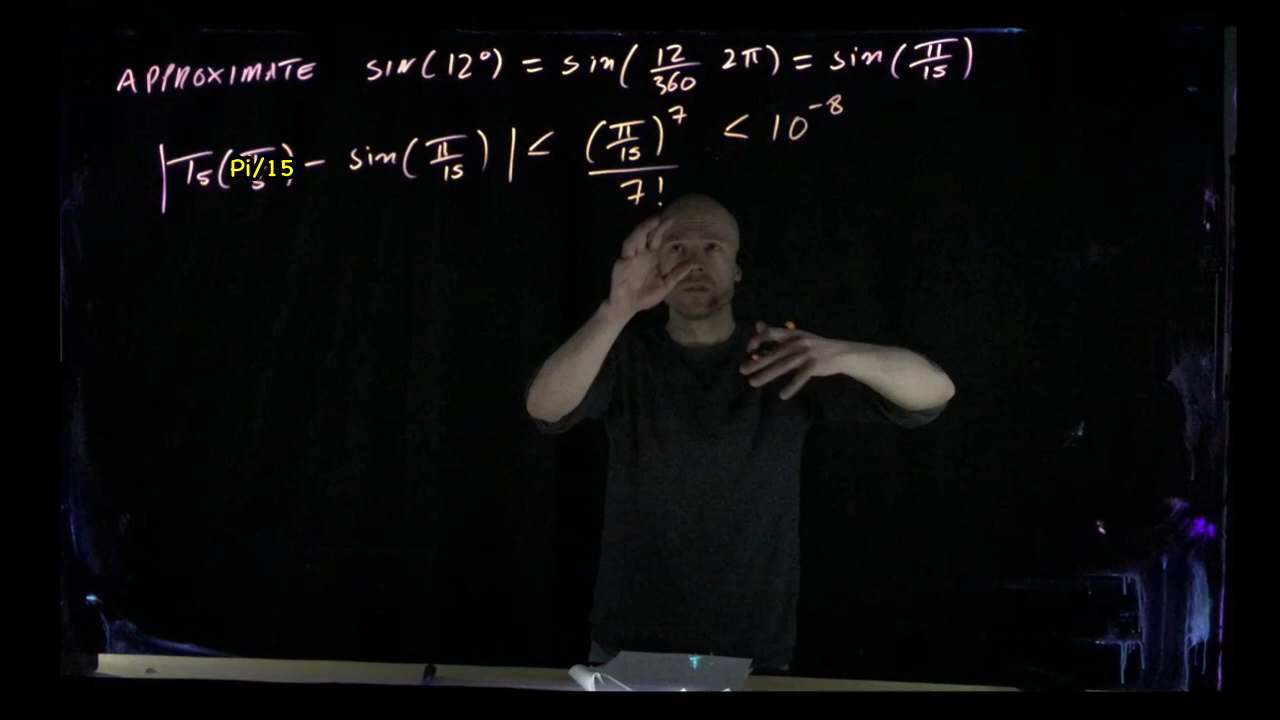 APPROXIMATE sin(12°) = sin(12/360 2π) = sin(π/15)
|T₅(Pi/15) - sin(π/15)| < (π/15)⁷/7! < 10⁻⁸